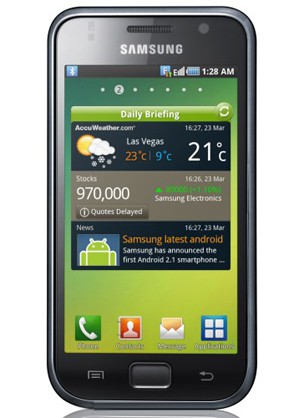 SAMSUNG
E 1:28 AM
2
Daily Briefing
AccuWeather.com 16:27, 23 Mar
Las Vegas
23°c 9°c 21°c
Stocks 16:26, 23 Mar
970,000 ▲ 90000 (+1.10%)
Samsung Electronics
Quotes Delayed
News 16:27, 23 Mar
Samsung latest android
Samsung has announced the
first Android 2.1 smartphone ...
Phone Contacts Message Applications